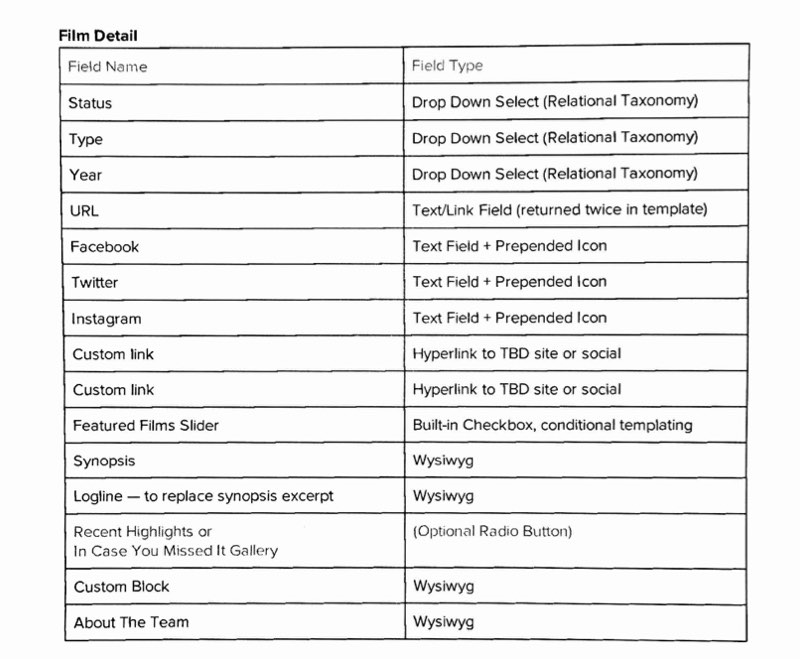 Film Detail
Field Name Field Type
Status Drop Down Select (Relational Taxonomy)
Type Drop Down Select (Relational Taxonomy)
Year Drop Down Select (Relational Taxonomy)
URL Text/Link Field (returned twice in template)
Facebook Text Field + Prepended Icon
Twitter Text Field + Prepended Icon
Instagram Text Field + Prepended Icon
Custom link Hyperlink to TBD site or social
Custom link Hyperlink to TBD site or social
Featured Films Slider Built-in Checkbox, conditional templating
Synopsis Wysiwyg
Logline — to replace synopsis excerpt Wysiwyg
Recent Highlights or (Optional Radio Button)
In Case You Missed It Gallery
Custom Block Wysiwyg
About The Team Wysiwyg